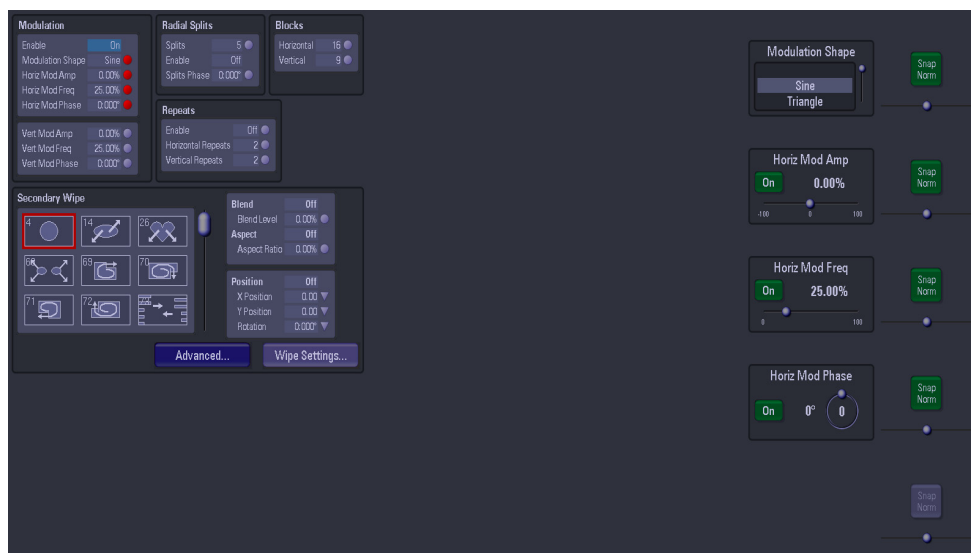 Modulation
Enable On
Modulation Shape Sine
Horiz Mod Amp 0.00%
Horiz Mod Freq 25.00%
Horiz Mod Phase 0:000°
Vert Mod Amp 0.00%
Vert Mod Freq 25.00%
Vert Mod Phase 0:000°
Radial Splits
Splits 5
Enable Off
Splits Phase 0:000°
Blocks
Horizontal 16
Vertical 9
Repeats
Enable Off
Horizontal Repeats 2
Vertical Repeats 2
Secondary Wipe
4 14 26
69 70
71 72
Blend Off
Blend Level 0.00%
Aspect Off
Aspect Ratio 0.00%
Position Off
X Position 0.00
Y Position 0.00
Rotation 0:000°
Advanced... Wipe Settings...
Modulation Shape
Sine
Triangle
Snap
Norm
Horiz Mod Amp
On 0.00%
-100 0 100
Snap
Norm
Horiz Mod Freq
On 25.00%
0 100
Snap
Norm
Horiz Mod Phase
On 0° 0
Snap
Norm
Snap
Norm